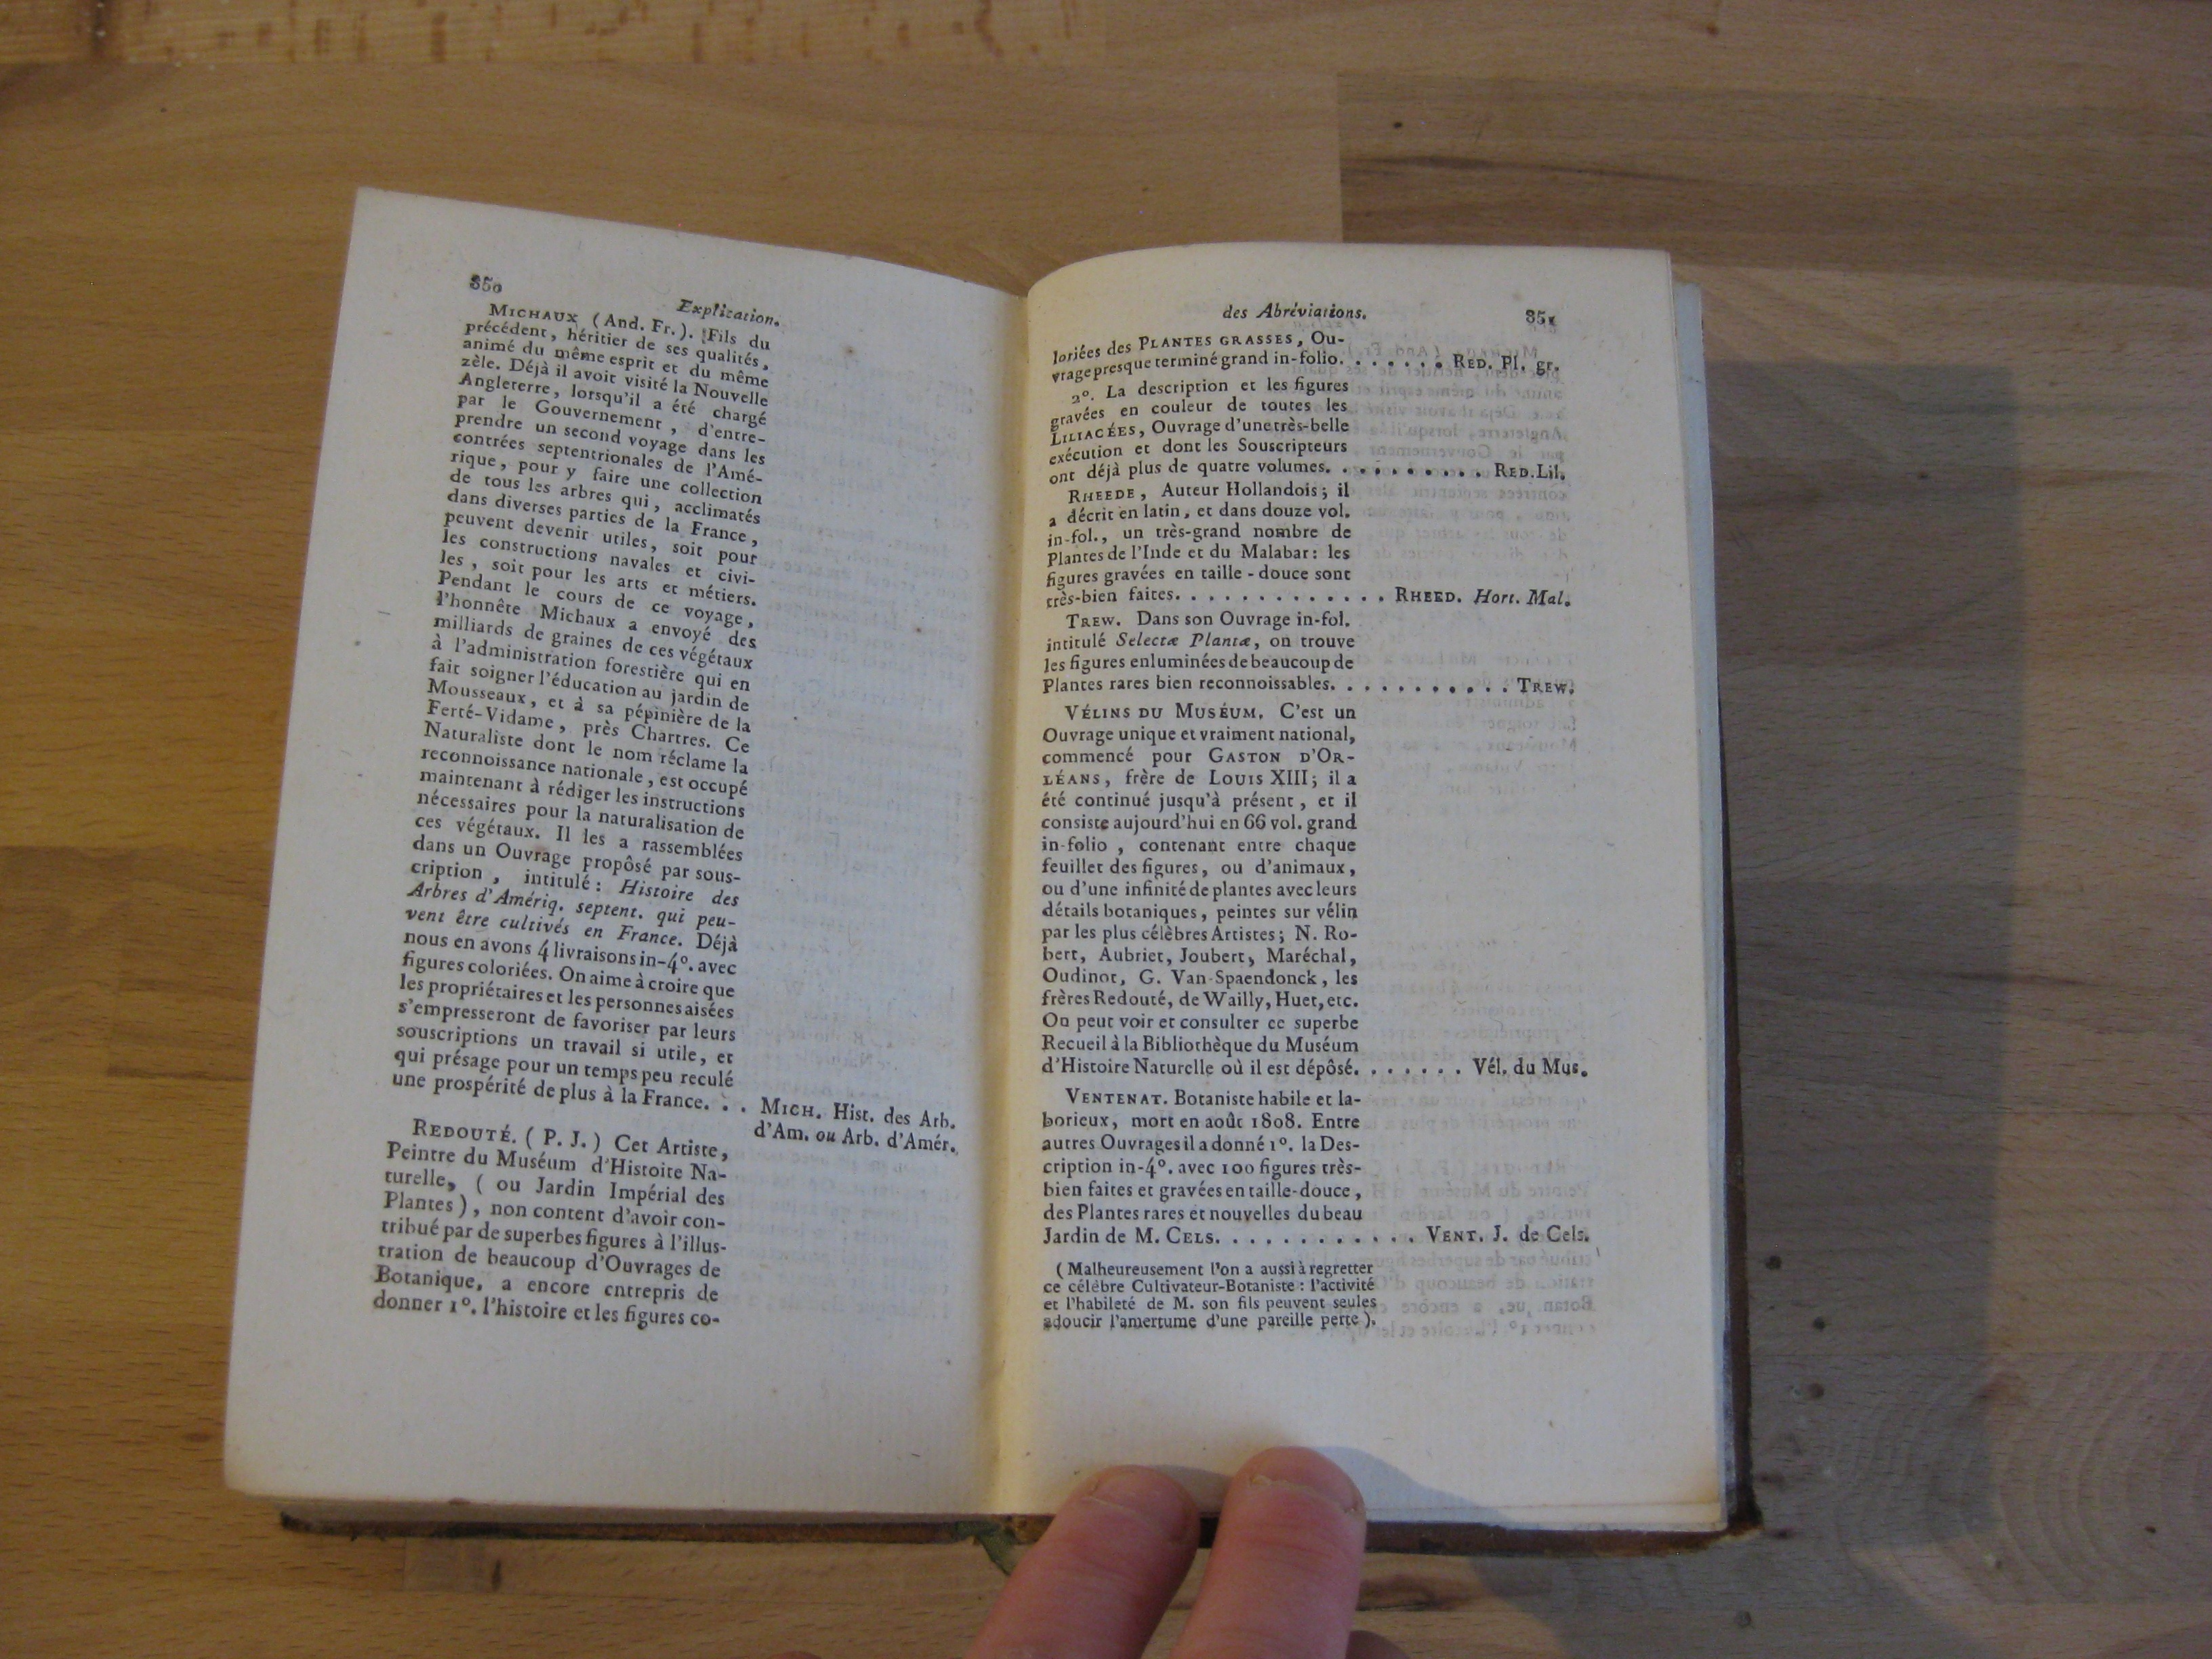 350
Explication.
MICHAUX (And. Fr.). Fils du
précédent, héritier de ses qualités,
animé du même esprit et du même
zèle. Déjà il avoit visité la Nouvelle
Angleterre, lorsqu'il a été chargé
par le Gouvernement, d'entre-
prendre un second voyage dans les
contrées septentrionales de l'Amé-
rique, pour y faire une collection
de tous les arbres qui, acclimatés
dans diverses parties de la France,
peuvent devenir utiles, soit pour
les constructions navales et civi-
les, soit pour les arts et métiers.
Pendant le cours de ce voyage,
l'honnête Michaux a envoyé des
milliards de graines de ces végétaux
à l'administration forestière qui en
fait soigner l'éducation au jardin de
Mousseaux, et à sa pépinière de la
Ferté-Vidame, près Chartres. Ce
Naturaliste dont le nom réclame la
reconnoissance nationale, est occupé
maintenant à rédiger les instructions
nécessaires pour la naturalisation de
ces végétaux. Il les a rassemblées
dans un Ouvrage propôsé par sous-
cription, intitulé : Histoire des
Arbres d'Amériq. septent. qui peu-
vent être cultivés en France. Déjà
nous en avons 4 livraisons in-4°. avec
figures coloriées. On aime à croire que
les propriétaires et les personnes aisées
s'empresseront de favoriser par leurs
souscriptions un travail si utile, et
qui présage pour un temps peu reculé
une prospérité de plus à la France. . . MICH. Hist. des Arb.
d'Am. ou Arb. d'Amér.
REDOUTÉ. ( P. J. ) Cet Artiste,
Peintre du Muséum d'Histoire Na-
turelle, ( ou Jardin Impérial des
Plantes ), non content d'avoir con-
tribué par de superbes figures à l'illus-
tration de beaucoup d'Ouvrages de
Botanique, a encore entrepris de
donner 1°. l'histoire et les figures co-
des Abréviations.
351
loriées des PLANTES GRASSES, Ou-
vrage presque terminé grand in-folio. . . . . . . RED. Pl. gr.
2°. La description et les figures
gravées en couleur de toutes les
LILIACÉES, Ouvrage d'une très-belle
exécution et dont les Souscripteurs
ont déjà plus de quatre volumes. . . . . . . . . . . RED. Lil.
RHEEDE, Auteur Hollandois ; il
a décrit en latin, et dans douze vol.
in-fol., un très-grand nombre de
Plantes de l'Inde et du Malabar : les
figures gravées en taille-douce sont
très-bien faites. . . . . . . . . . . . . RHEED. Hort. Mal.
TREW. Dans son Ouvrage in-fol.
intitulé Selectæ Plantæ, on trouve
les figures enluminées de beaucoup de
Plantes rares bien reconnoissables. . . . . . . . . . . . TREW.
VÉLINS DU MUSÉUM. C'est un
Ouvrage unique et vraiment national,
commencé pour GASTON D'OR-
LÉANS, frère de LOUIS XIII ; il a
été continué jusqu'à présent, et il
consiste aujourd'hui en 66 vol. grand
in-folio, contenant entre chaque
feuillet des figures, ou d'animaux,
ou d'une infinité de plantes avec leurs
détails botaniques, peintes sur vélin
par les plus célèbres Artistes ; N. Ro-
bert, Aubriet, Joubert, Maréchal,
Oudinot, G. Van-Spaendonck, les
frères Redouté, de Wailly, Huet, etc.
On peut voir et consulter ce superbe
Recueil à la Bibliothèque du Muséum
d'Histoire Naturelle où il est déposé. . . . . . . Vél. du Mus.
VENTENAT. Botaniste habile et la-
borieux, mort en août 1808. Entre
autres Ouvrages il a donné 1°. la Des-
cription in-4°. avec 100 figures très-
bien faites et gravées en taille-douce,
des Plantes rares et nouvelles du beau
Jardin de M. CELS. . . . . . . . . . . . VENT. J. de Cels.
( Malheureusement l'on a aussi à regretter
ce célèbre Cultivateur-Botaniste : l'activité
et l'habileté de M. son fils peuvent seules
adoucir l'amertume d'une pareille perte ).